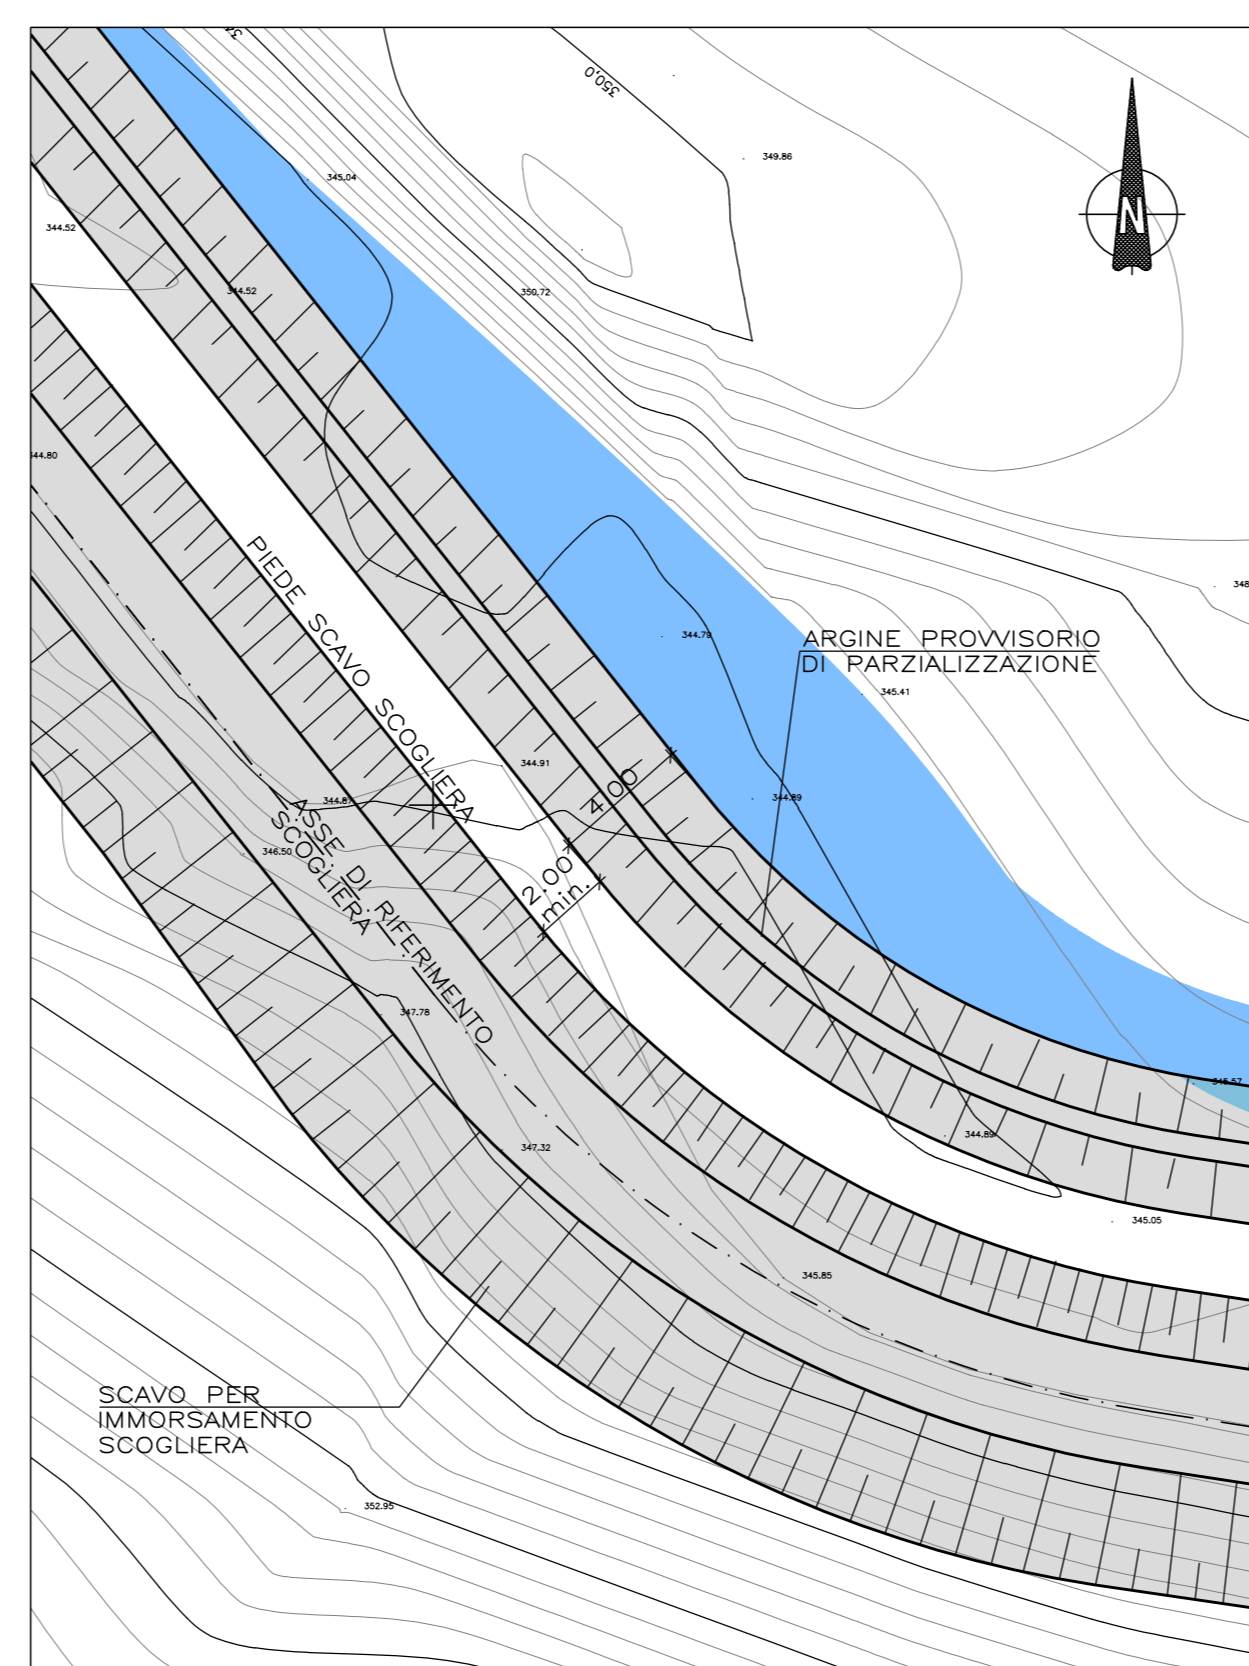 350,0
349.86
345.04
N
344.52
344.52
350.72
344.80
348
PIEDE SCAVO SCOGLIERA
344.79
ARGINE PROVVISORIO
DI PARZIALIZZAZIONE
345.41
344.91
4.00
344.87
344.89
346.50
ASSE DI RIFERIMENTO
SCOGLIERA
2.00
min.
347.78
345.57
344.89
347.32
345.05
345.85
SCAVO PER
IMMORSAMENTO
SCOGLIERA
352.95